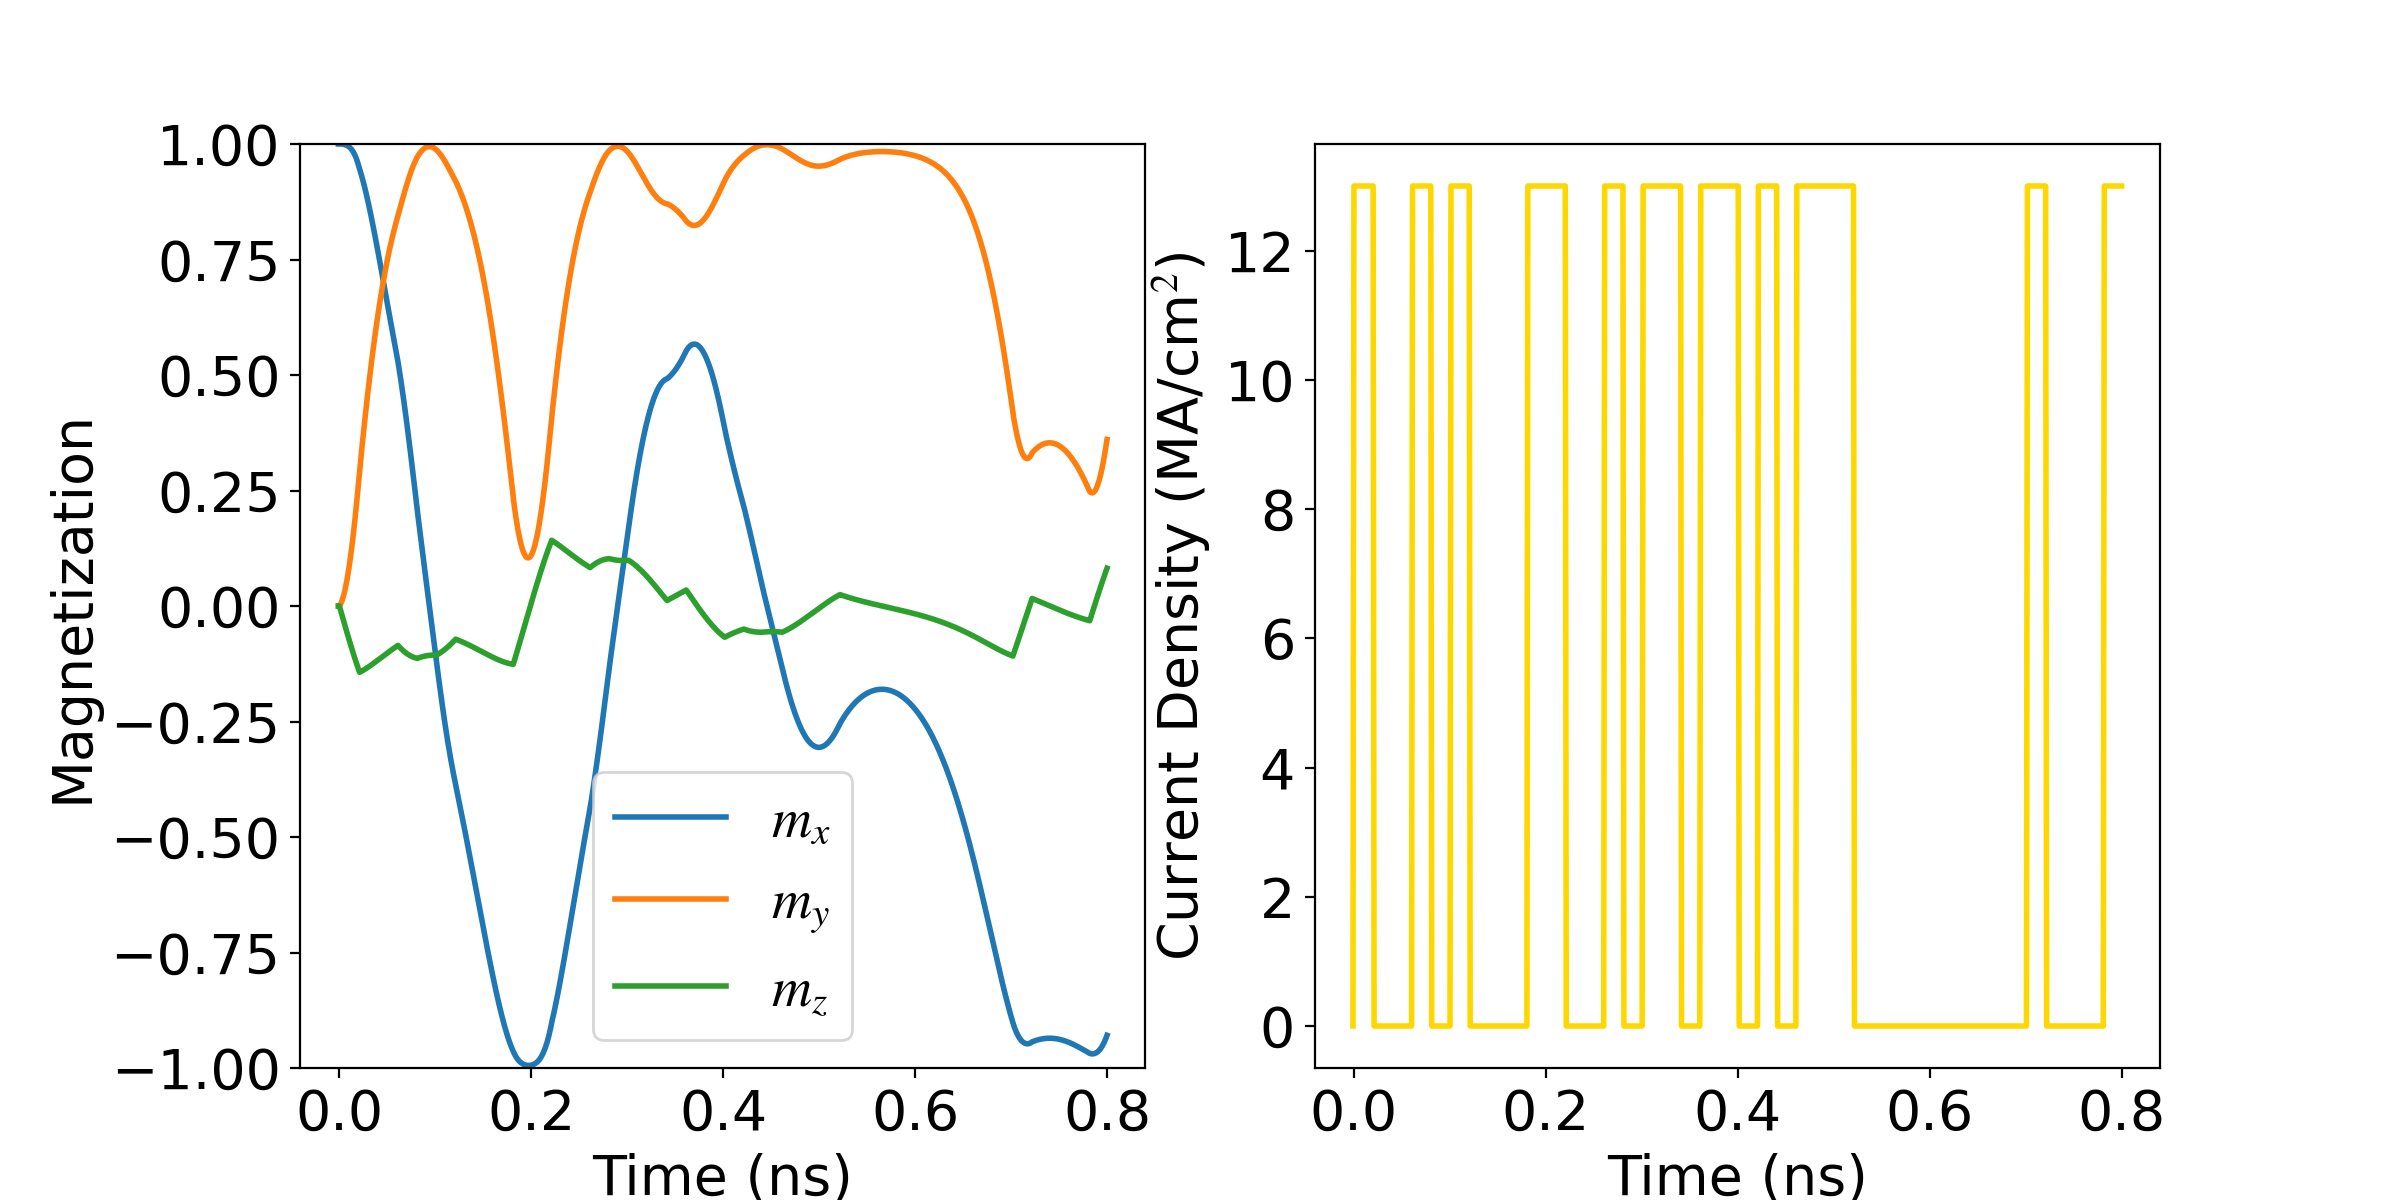 Magnetization
1.00
0.75
0.50
0.25
0.00
−0.25
−0.50
−0.75
−1.00
0.0 0.2 0.4 0.6 0.8
Time (ns)
m_x
m_y
m_z
Current Density (MA/cm²)
12
10
8
6
4
2
0
0.0 0.2 0.4 0.6 0.8
Time (ns)